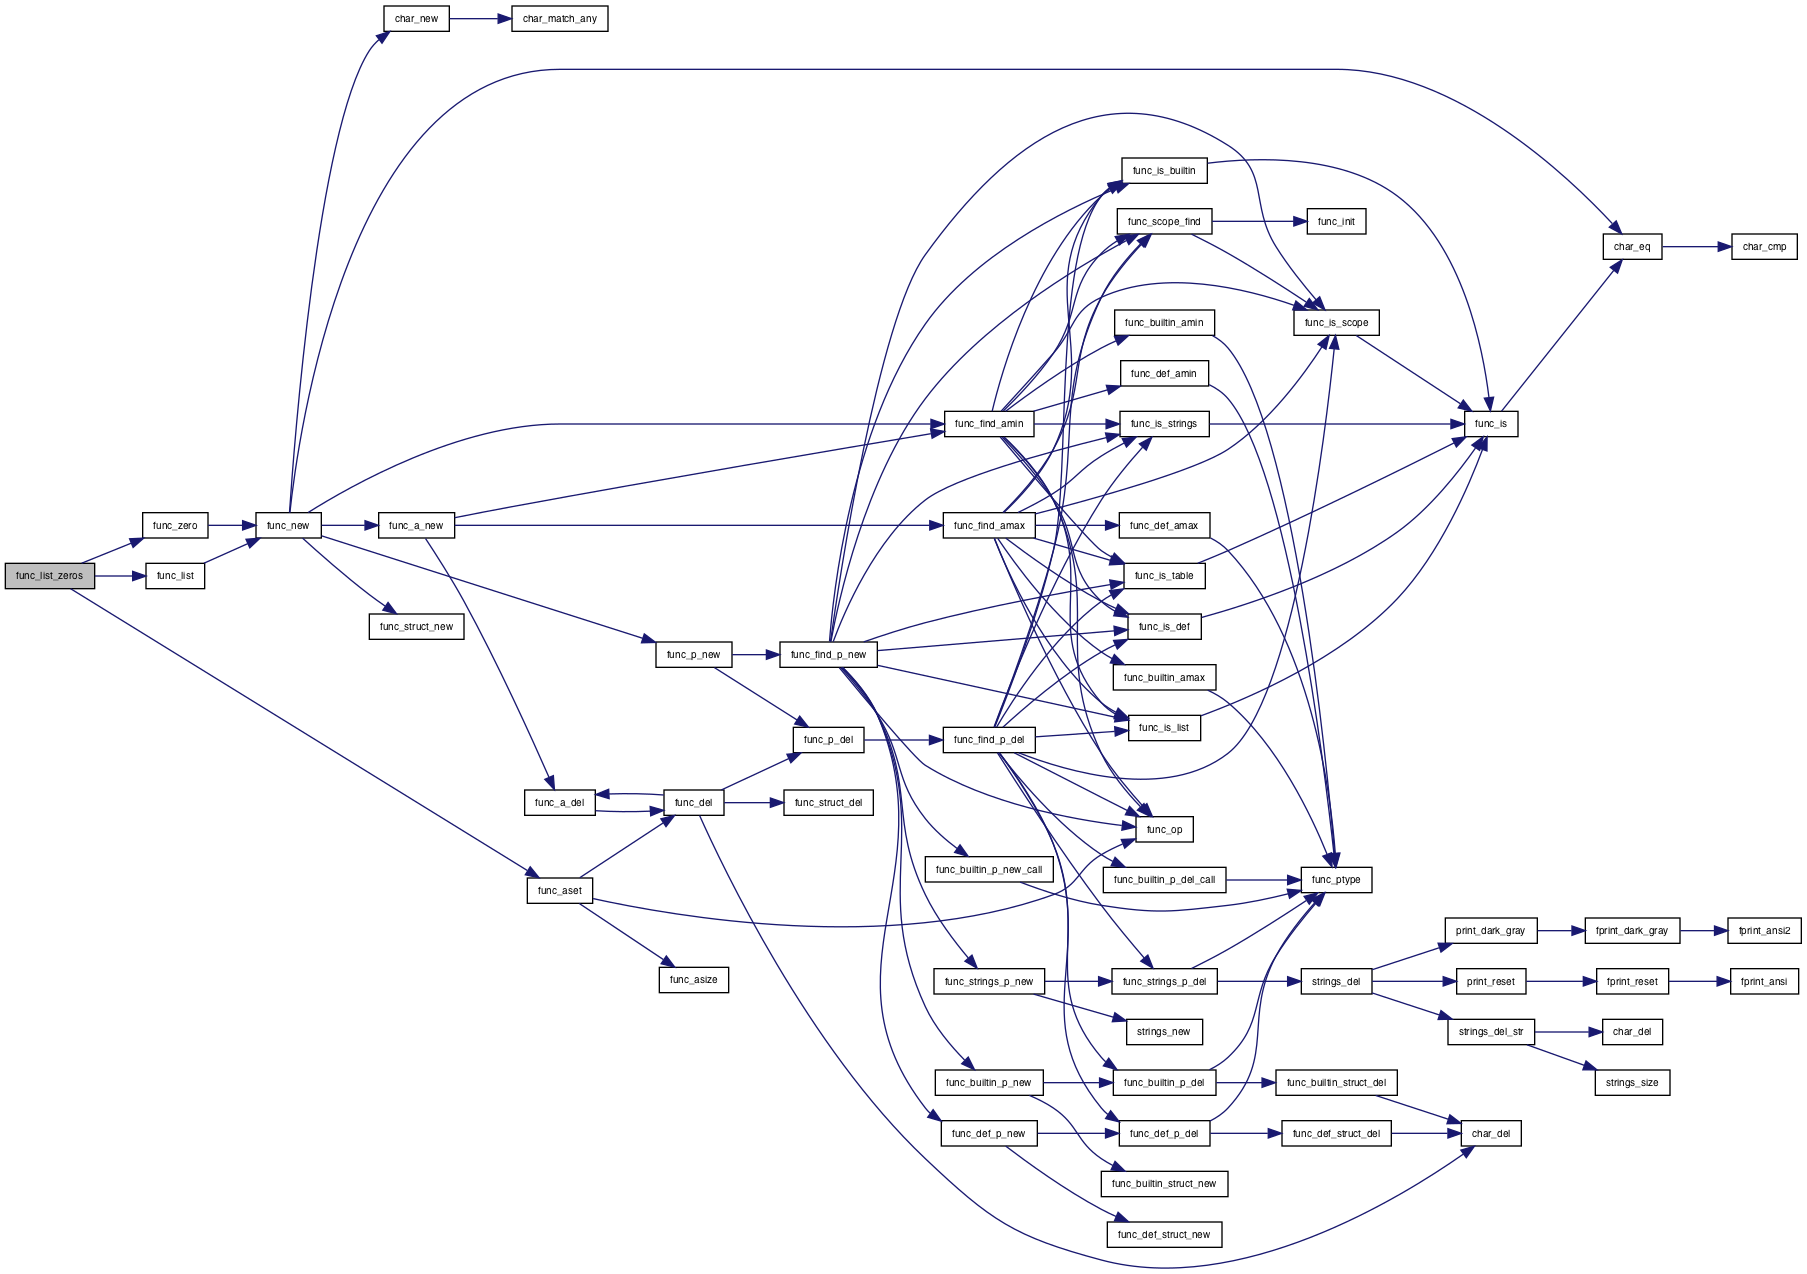 char_new
char_match_any
func_is_builtin
func_scope_find
func_init
char_eq
char_cmp
func_builtin_amin
func_is_scope
func_def_amin
func_find_amin
func_is_strings
func_is
func_zero
func_new
func_a_new
func_find_amax
func_def_amax
func_list_zeros
func_list
func_is_table
func_struct_new
func_is_def
func_p_new
func_find_p_new
func_builtin_amax
func_p_del
func_find_p_del
func_is_list
func_a_del
func_del
func_struct_del
func_op
func_aset
func_builtin_p_new_call
func_builtin_p_del_call
func_ptype
print_dark_gray
fprint_dark_gray
fprint_ansi2
func_asize
func_strings_p_new
func_strings_p_del
strings_del
print_reset
fprint_reset
fprint_ansi
strings_new
strings_del_str
char_del
func_builtin_p_new
func_builtin_p_del
func_builtin_struct_del
strings_size
func_def_p_new
func_def_p_del
func_def_struct_del
char_del
func_builtin_struct_new
func_def_struct_new